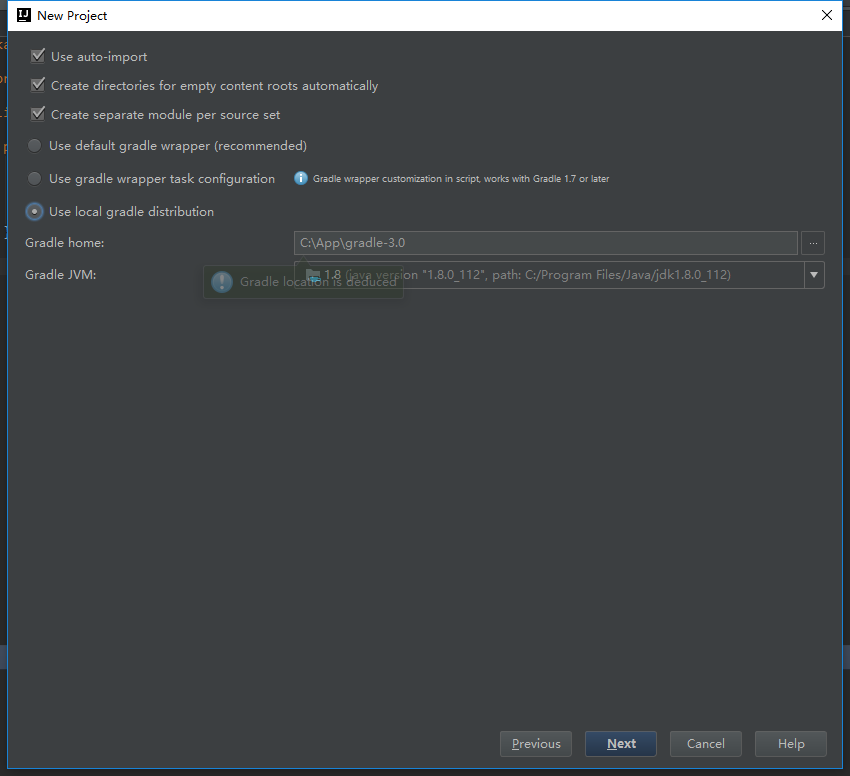 New Project
Use auto-import
Create directories for empty content roots automatically
Create separate module per source set
Use default gradle wrapper (recommended)
Use gradle wrapper task configuration Gradle wrapper customization in script, works with Gradle 1.7 or later
Use local gradle distribution
Gradle home: C:\App\gradle-3.0
Gradle JVM: 1.8 (java version "1.8.0_112", path: C:/Program Files/Java/jdk1.8.0_112)
Gradle location is deduced
Previous Next Cancel Help